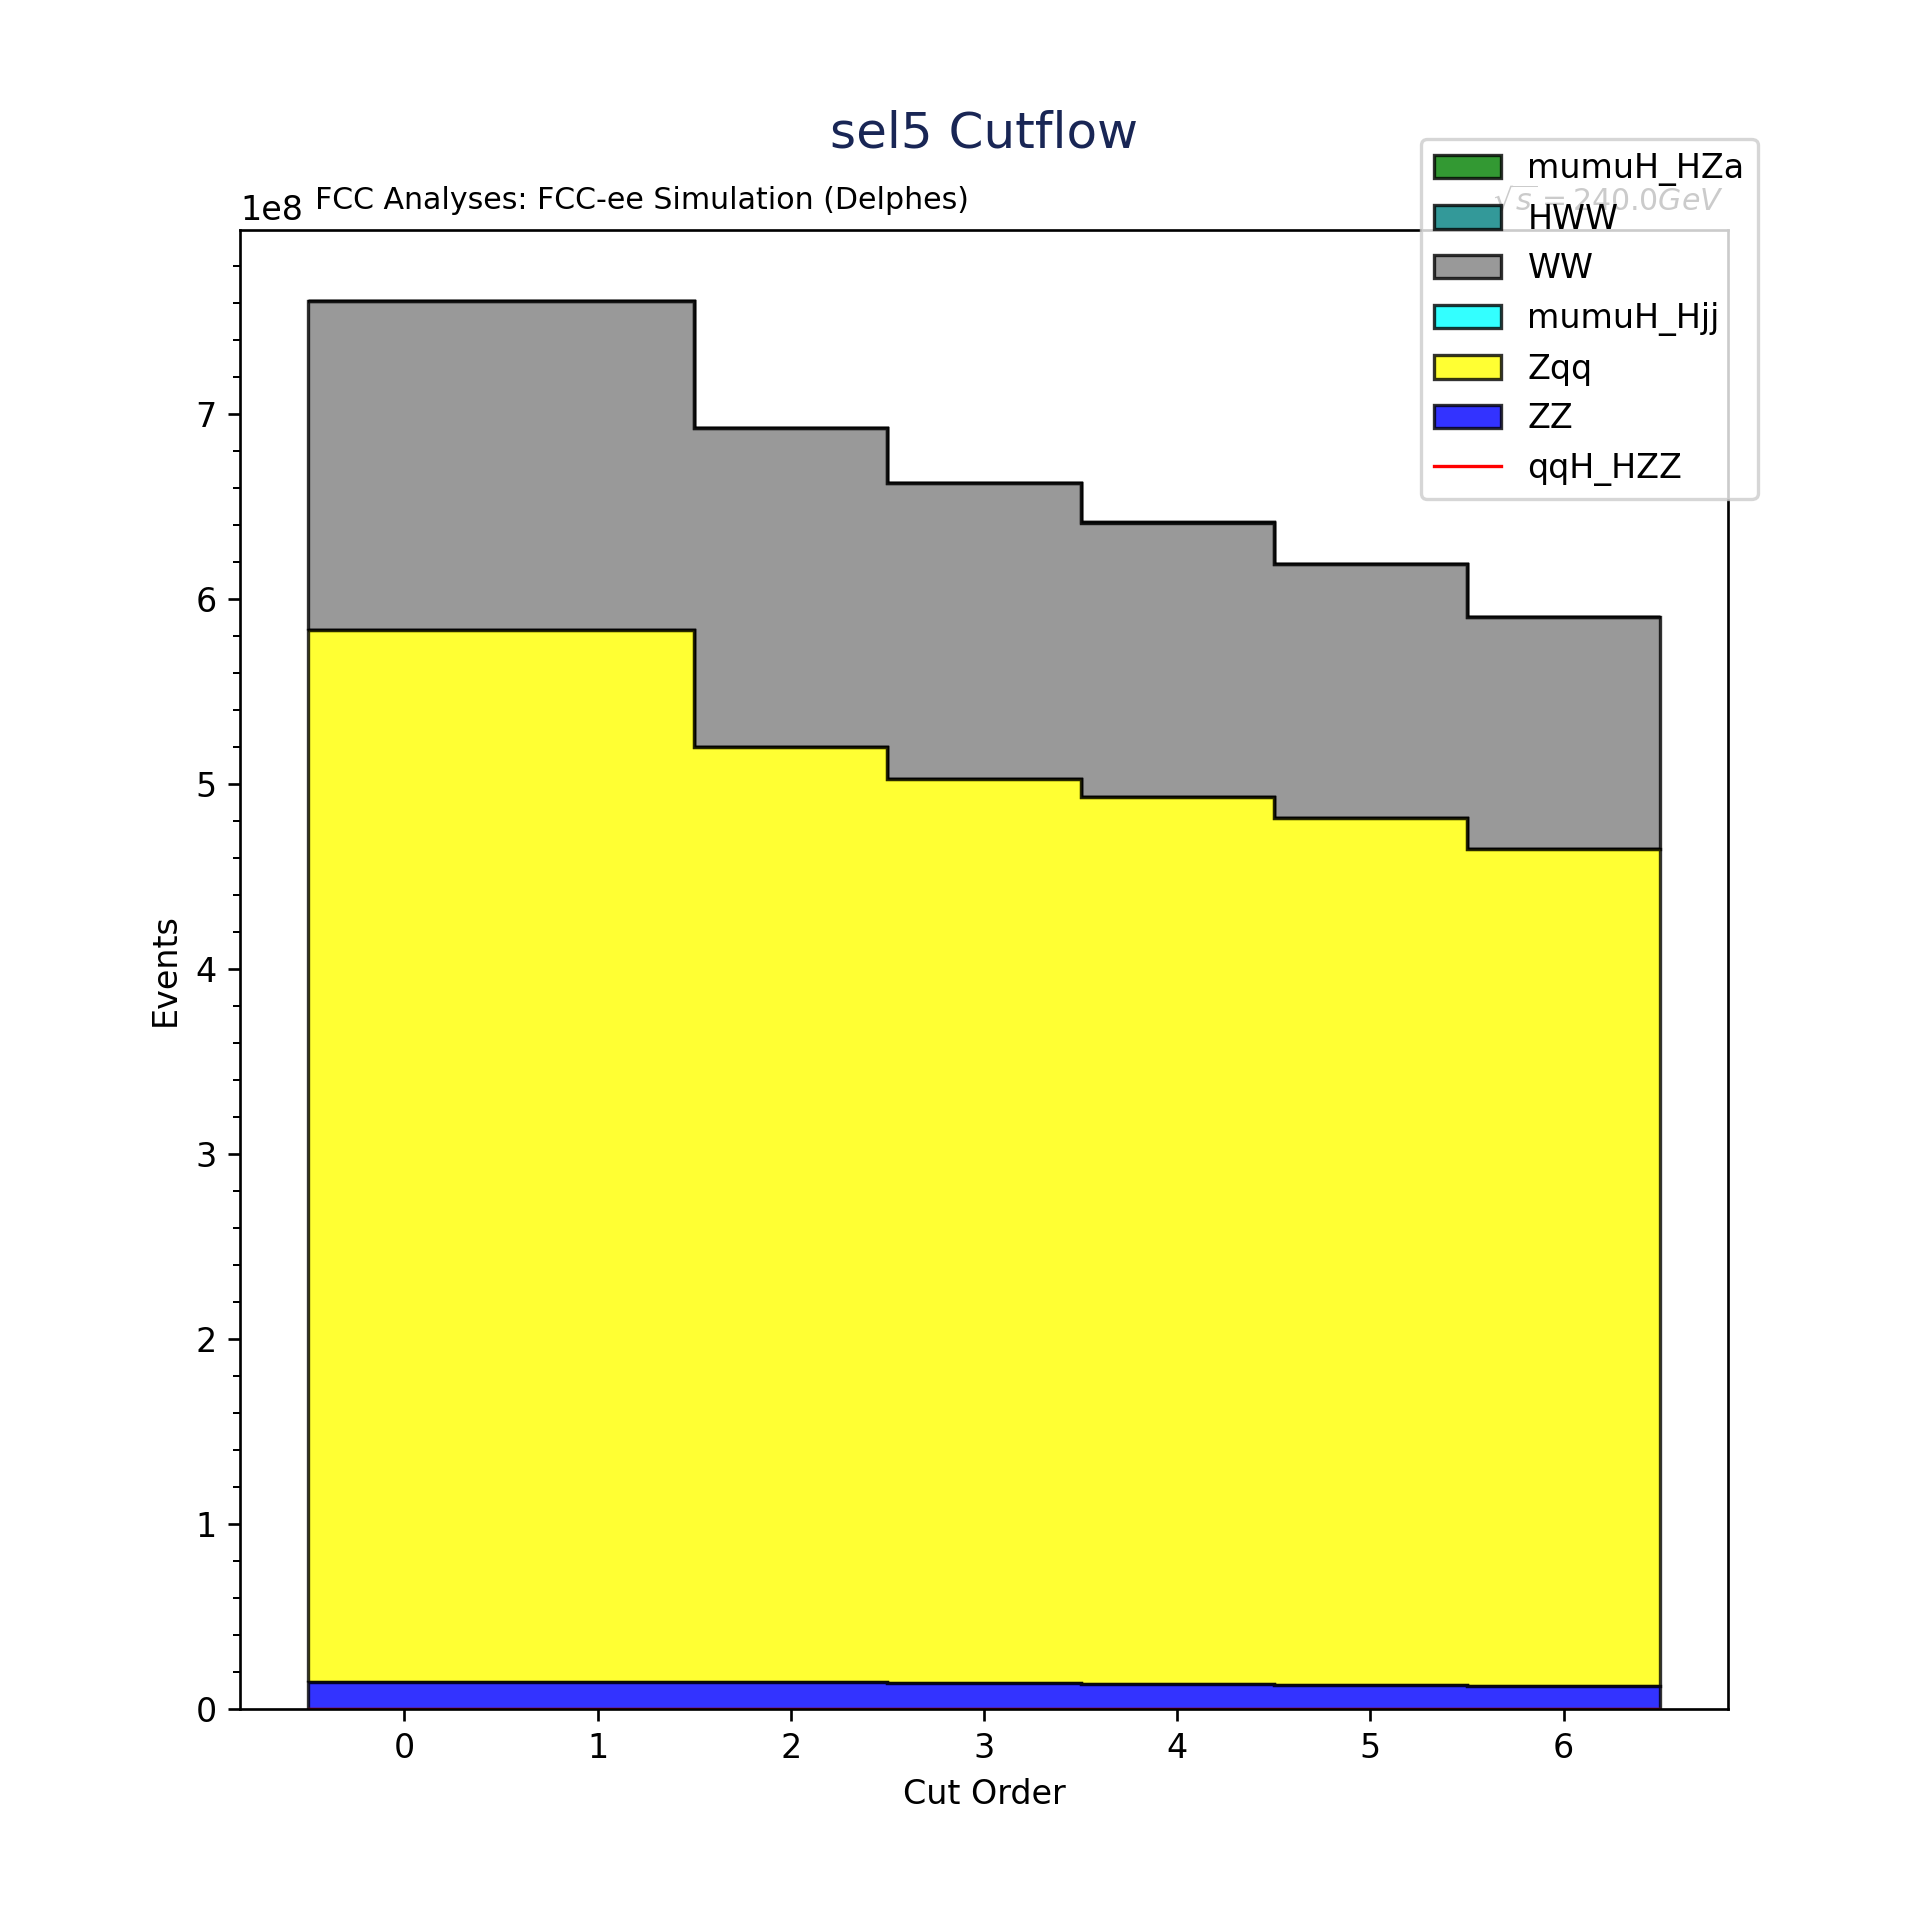 sel5 Cutflow
1e8 FCC Analyses: FCC-ee Simulation (Delphes)
√s = 240.0GeV
mumuH_HZa
HWW
WW
mumuH_Hjj
Zqq
ZZ
qqH_HZZ
7
6
5
4
3
2
1
0
Events
0 1 2 3 4 5 6
Cut Order